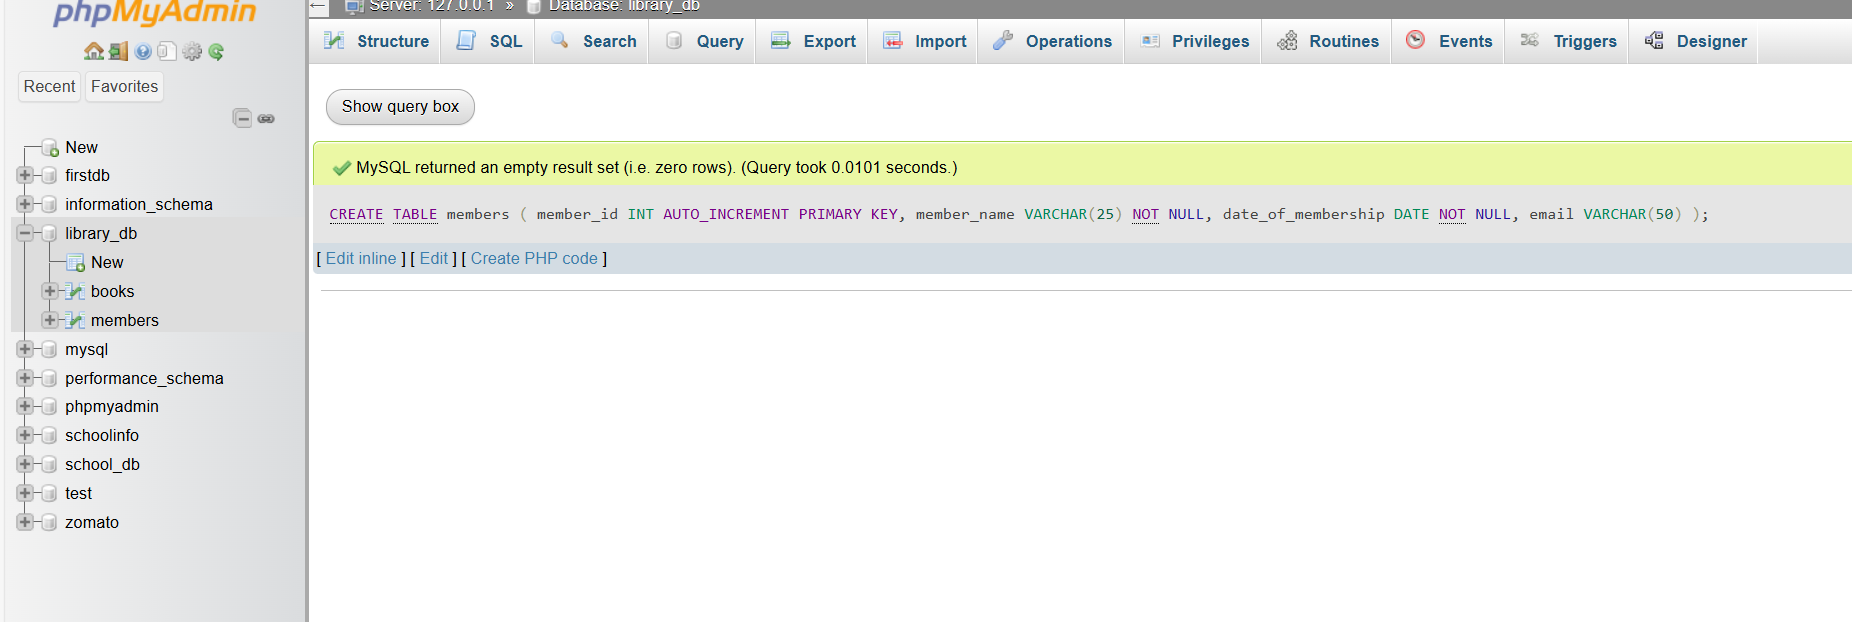 phpMyAdmin
Recent Favorites
New
firstdb
information_schema
library_db
New
books
members
mysql
performance_schema
phpmyadmin
schoolinfo
school_db
test
zomato
Server: 127.0.0.1 » Database: library_db
Structure SQL Search Query Export Import Operations Privileges Routines Events Triggers Designer
Show query box
MySQL returned an empty result set (i.e. zero rows). (Query took 0.0101 seconds.)
CREATE TABLE members ( member_id INT AUTO_INCREMENT PRIMARY KEY, member_name VARCHAR(25) NOT NULL, date_of_membership DATE NOT NULL, email VARCHAR(50) );
[ Edit inline ] [ Edit ] [ Create PHP code ]